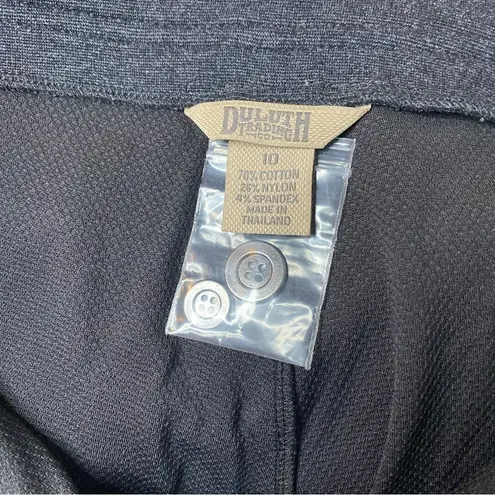 DULUTH
TRADING
CO
10
70% COTTON
26% NYLON
4% SPANDEX
MADE IN
THAILAND